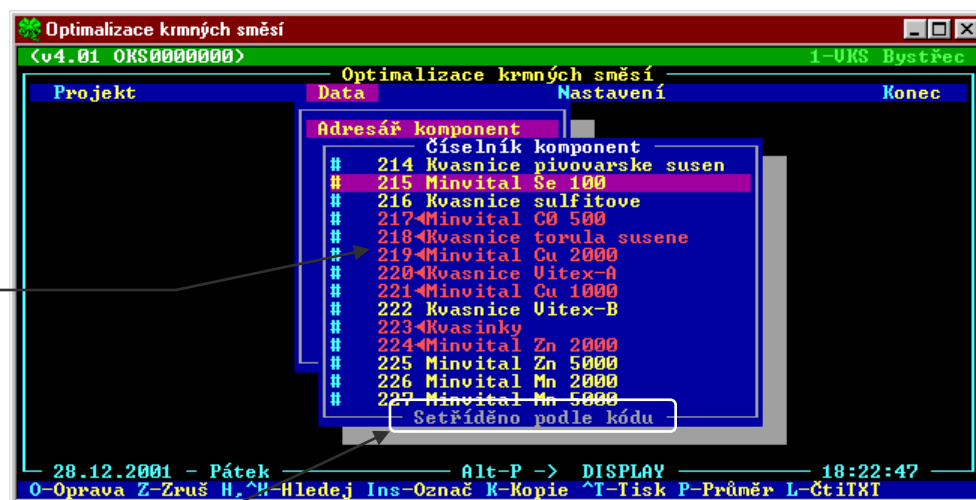 Optimalizace krmných směsí
(v4.01 OKS0000000) 1-VKS Bystřec
Optimalizace krmných směsí
Projekt Data Nastavení Konec
Adresář komponent
Číselník komponent
# 214 Kvasnice pivovarske susen
# 215 Minvital Se 100
# 216 Kvasnice sulfitove
# 217◄Minvital CO 500
# 218◄Kvasnice torula susene
# 219◄Minvital Cu 2000
# 220◄Kvasnice Vitex-A
# 221◄Minvital Cu 1000
# 222 Kvasnice Vitex-B
# 223◄Kvasinky
# 224◄Minvital Zn 2000
# 225 Minvital Zn 5000
# 226 Minvital Mn 2000
# 227 Minvital Mn 5000
Setříděno podle kódu
28.12.2001 - Pátek Alt-P -> DISPLAY 18:22:47
O-Oprava Z-Zruš H,^H-Hledej Ins-Označ K-Kopie ^T-Tisk P-Průměr L-ČtiTXT